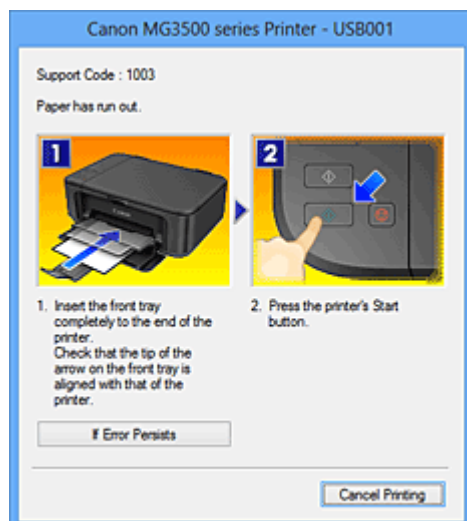 Canon MG3500 series Printer - USB001
Support Code : 1003
Paper has run out.
1
2
Canon
1. Insert the front tray
completely to the end of the
printer.
Check that the tip of the
arrow on the front tray is
aligned with that of the
printer.
2. Press the printer's Start
button.
If Error Persists
Cancel Printing